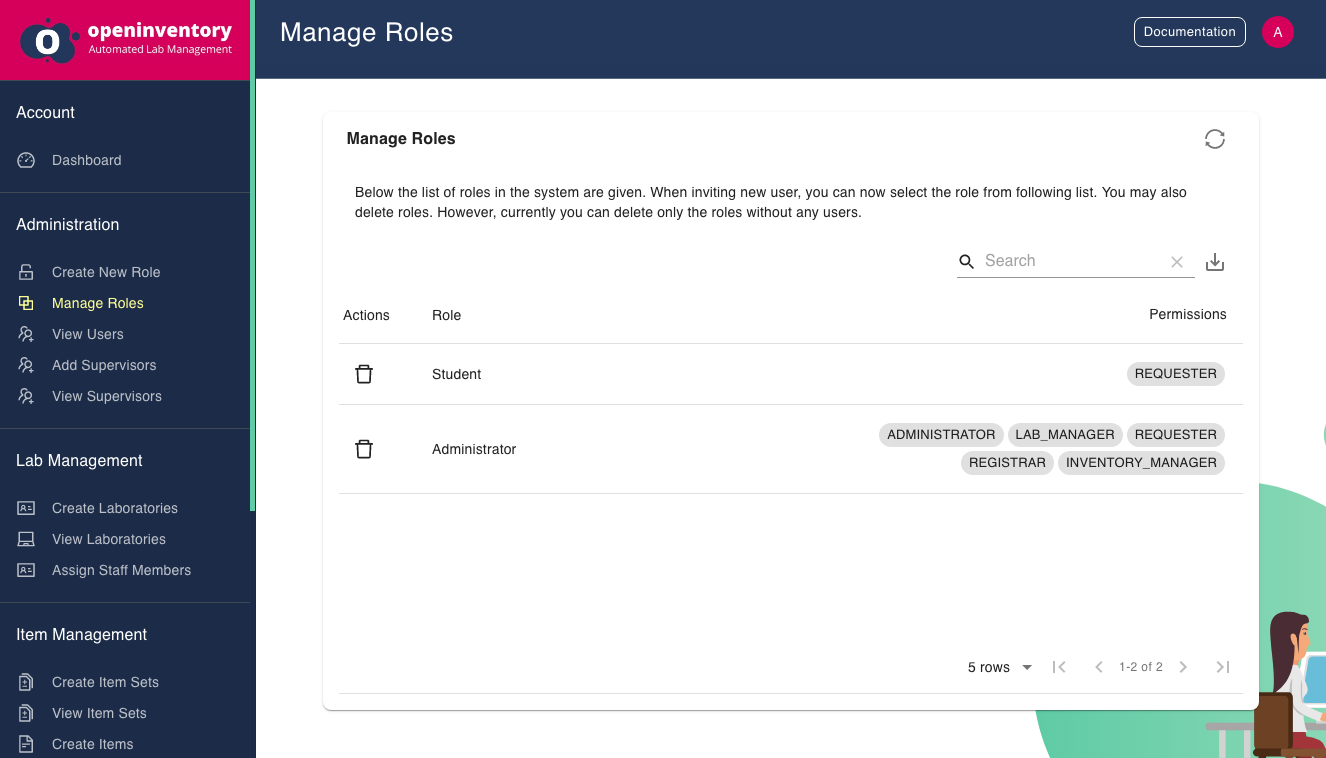 openinventory
Automated Lab Management
Manage Roles
Documentation
A
Account
Dashboard
Administration
Create New Role
Manage Roles
View Users
Add Supervisors
View Supervisors
Lab Management
Create Laboratories
View Laboratories
Assign Staff Members
Item Management
Create Item Sets
View Item Sets
Create Items
Manage Roles
Below the list of roles in the system are given. When inviting new user, you can now select the role from following list. You may also
delete roles. However, currently you can delete only the roles without any users.
Search
Actions Role Permissions
Student REQUESTER
Administrator ADMINISTRATOR LAB_MANAGER REQUESTER
REGISTRAR INVENTORY_MANAGER
5 rows 1-2 of 2